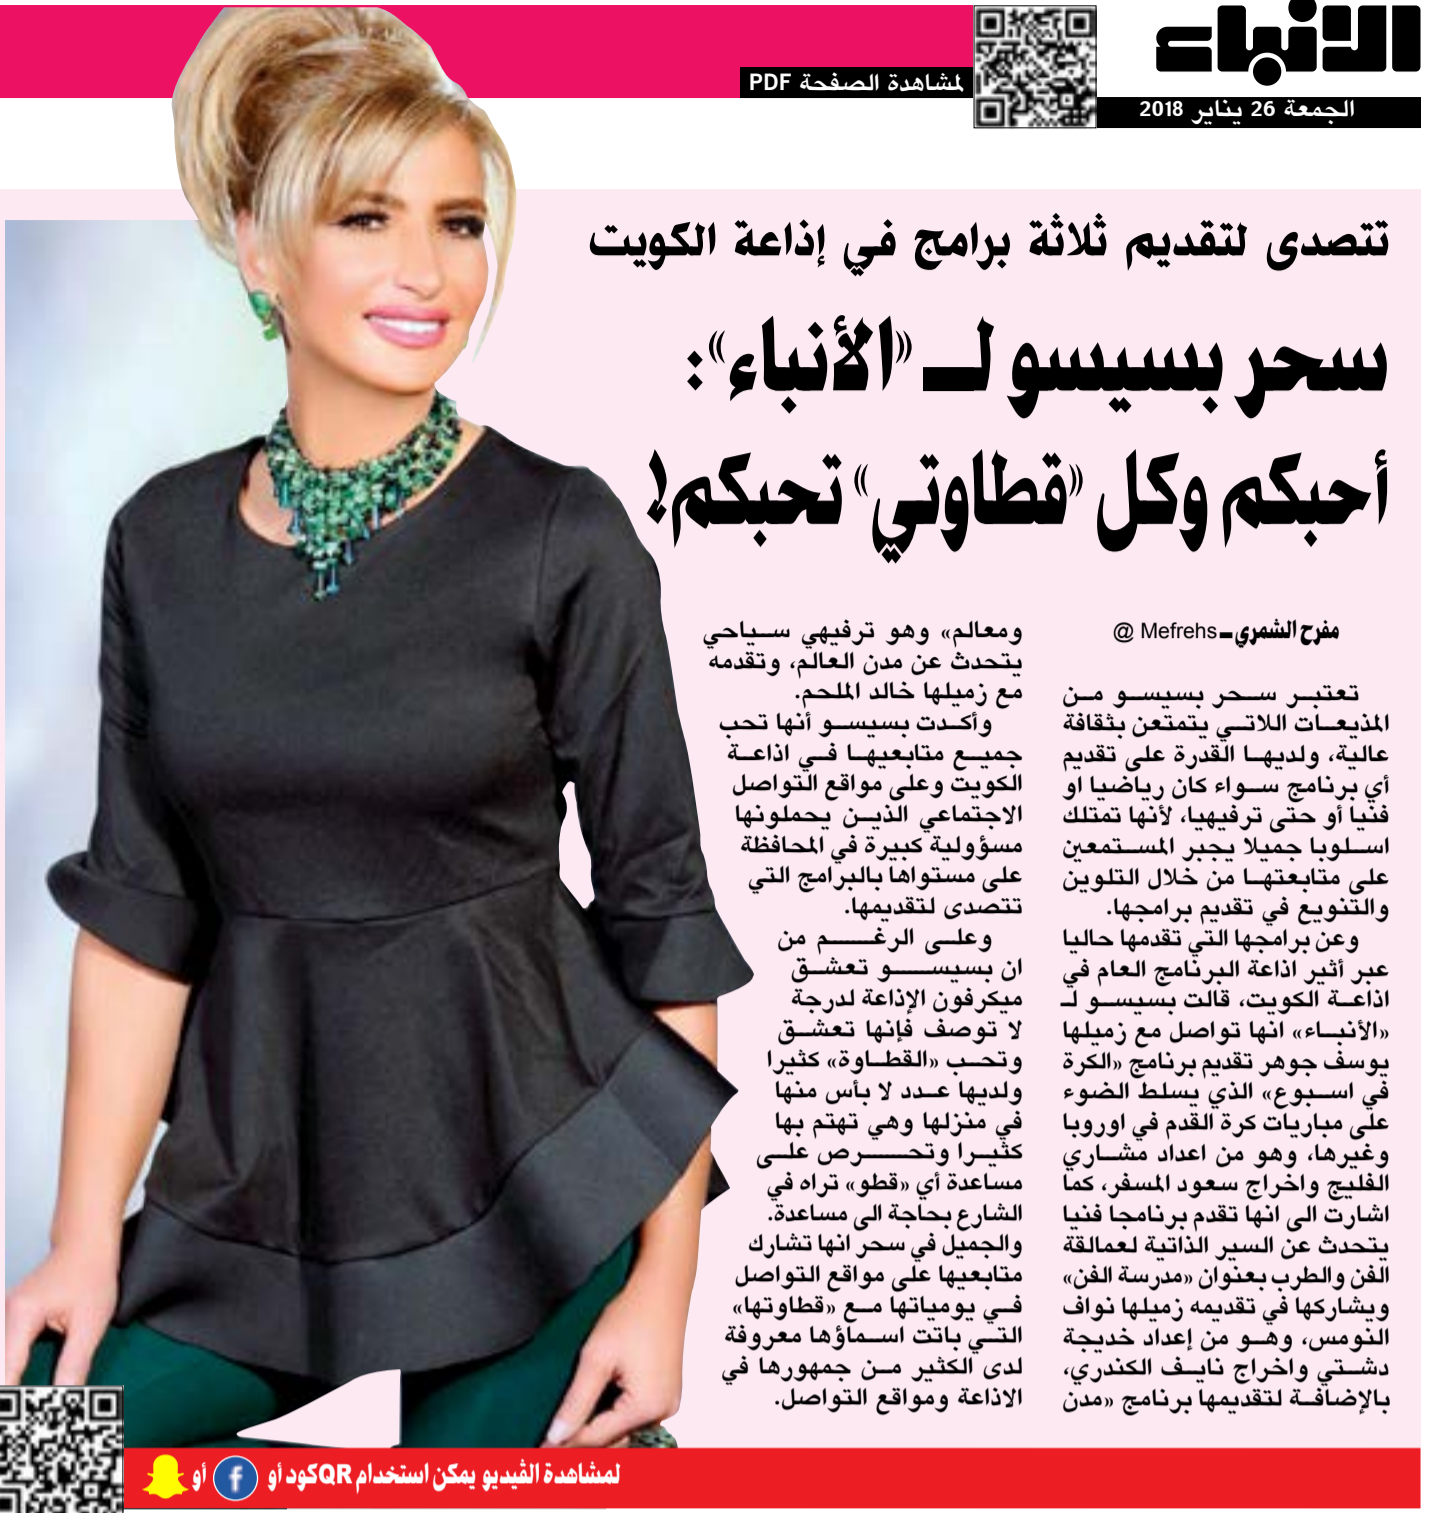 الأنباء
الجمعة 26 يناير 2018
لمشاهدة الصفحة PDF
تتصدى لتقديم ثلاثة برامج في إذاعة الكويت
سحر بسيسو لـ «الأنباء»:
أحبكم وكل «قطاوتي» تحبكم!
مفرح الشمري ـ Mefrehs @
تعتبر سحر بسيسو من
المذيعات اللاتي يتمتعن بثقافة
عالية، ولديها القدرة على تقديم
أي برنامج سواء كان رياضيا او
فنيا أو حتى ترفيهيا، لأنها تمتلك
اسلوبا جميلا يجبر المستمعين
على متابعتها من خلال التلوين
والتنويع في تقديم برامجها.
وعن برامجها التي تقدمها حاليا
عبر أثير اذاعة البرنامج العام في
اذاعة الكويت، قالت بسيسو لـ
«الأنباء» انها تواصل مع زميلها
يوسف جوهر تقديم برنامج «الكرة
في اسبوع» الذي يسلط الضوء
على مباريات كرة القدم في اوروبا
وغيرها، وهو من اعداد مشاري
الفليج واخراج سعود المسفر، كما
اشارت الى انها تقدم برنامجا فنيا
يتحدث عن السير الذاتية لعمالقة
الفن والطرب بعنوان «مدرسة الفن»
ويشاركها في تقديمه زميلها نواف
النومس، وهو من إعداد خديجة
دشتي واخراج نايف الكندري،
بالإضافة لتقديمها برنامج «مدن
ومعالم» وهو ترفيهي سياحي
يتحدث عن مدن العالم، وتقدمه
مع زميلها خالد الملحم.
وأكدت بسيسو أنها تحب
جميع متابعيها في اذاعة
الكويت وعلى مواقع التواصل
الاجتماعي الذين يحملونها
مسؤولية كبيرة في المحافظة
على مستواها بالبرامج التي
تتصدى لتقديمها.
وعلى الرغم من
ان بسيسو تعشق
ميكرفون الإذاعة لدرجة
لا توصف فإنها تعشق
وتحب «القطاوة» كثيرا
ولديها عدد لا بأس منها
في منزلها وهي تهتم بها
كثيرا وتحرص على
مساعدة أي «قطو» تراه في
الشارع بحاجة الى مساعدة.
والجميل في سحر انها تشارك
متابعيها على مواقع التواصل
في يومياتها مع «قطاوتها»
التي باتت اسماؤها معروفة
لدى الكثير من جمهورها في
الاذاعة ومواقع التواصل.
لمشاهدة الڤيديو يمكن استخدام QRكود أو f أو